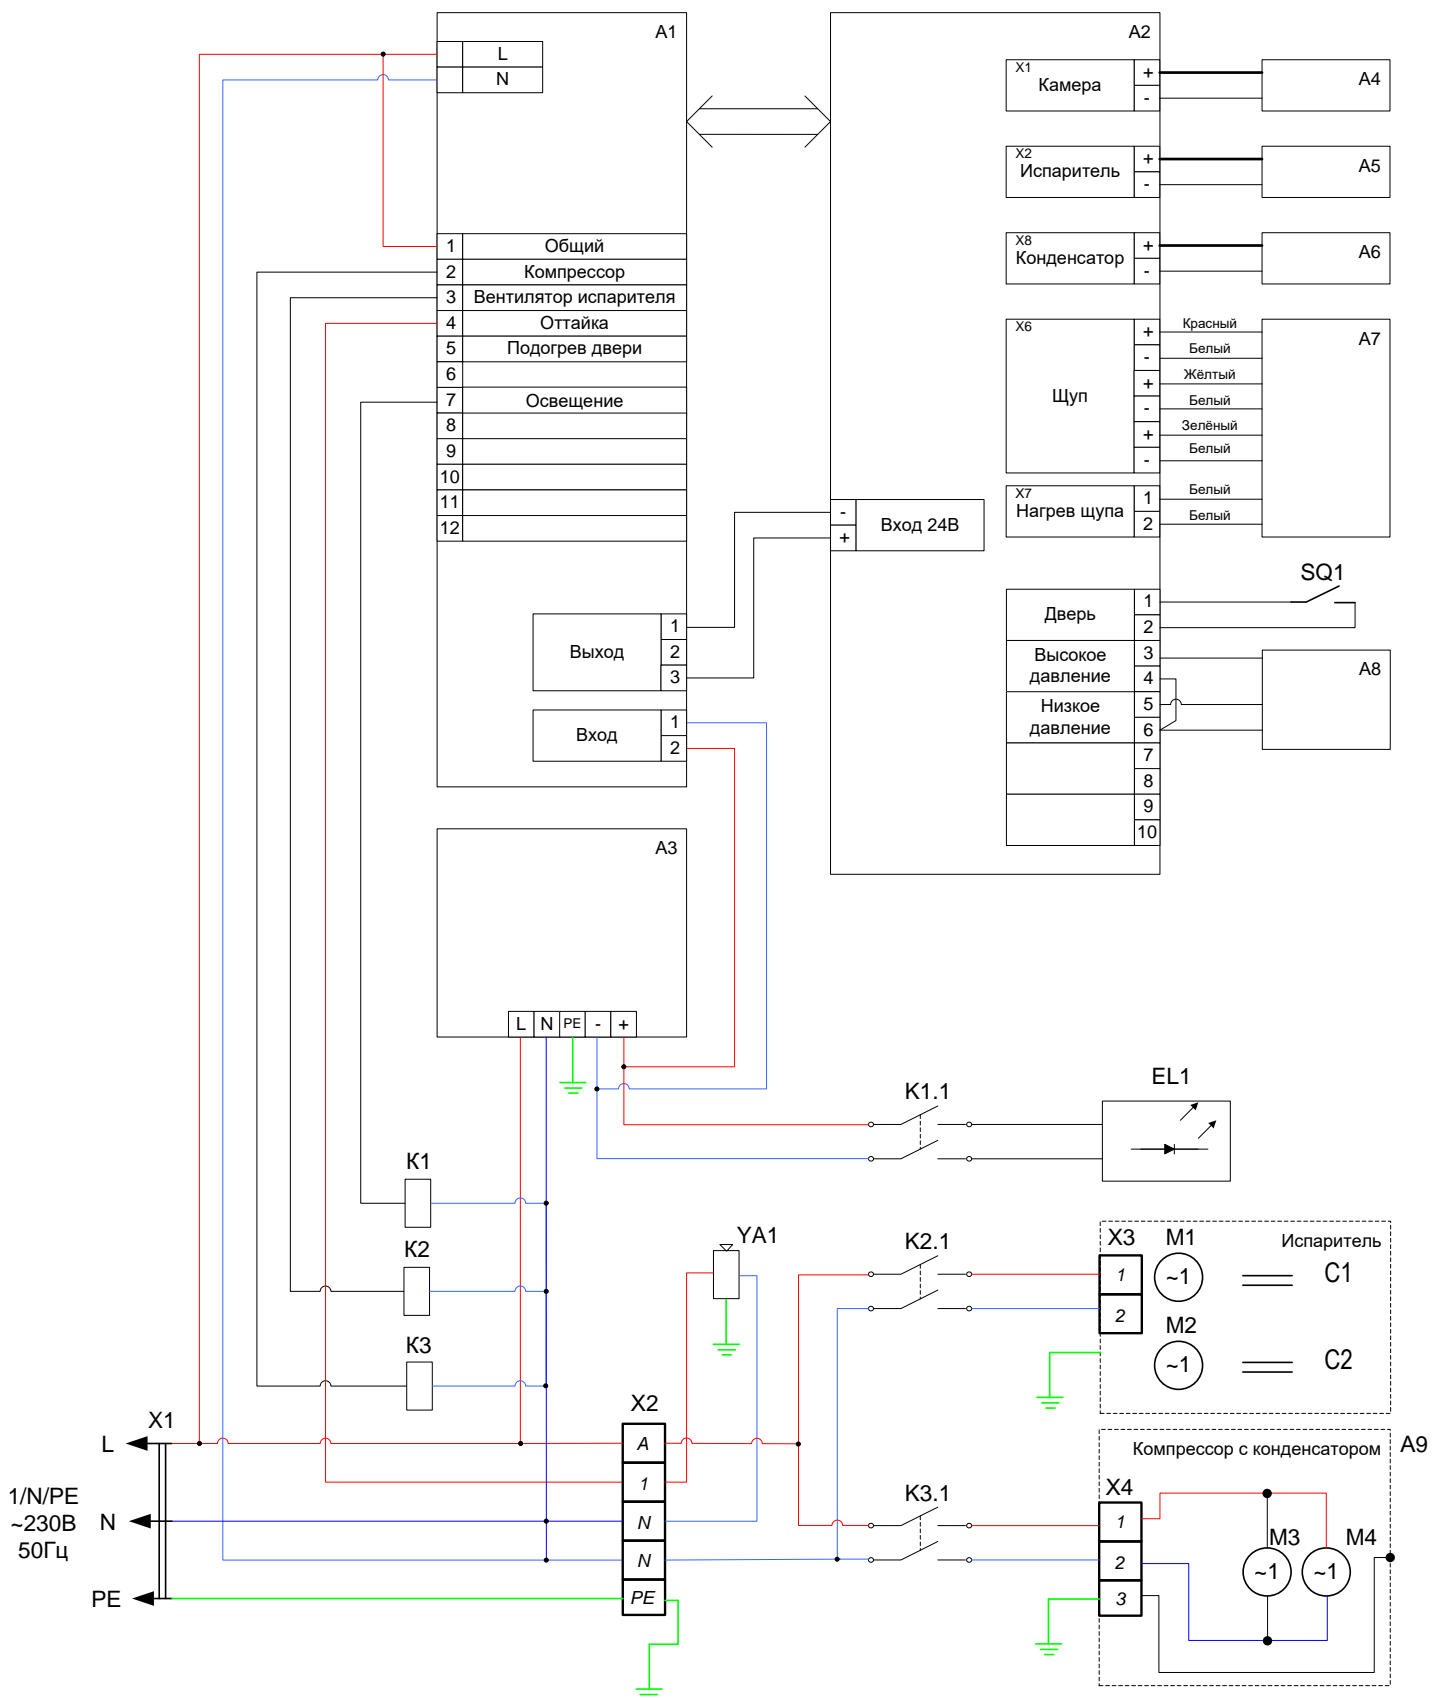 A1
L
N
1 Общий
2 Компрессор
3 Вентилятор испарителя
4 Оттайка
5 Подогрев двери
6
7 Освещение
8
9
10
11
12
Выход
1
2
3
Вход
1
2
A2
X1
Камера
+
-
A4
X2
Испаритель
+
-
A5
X8
Конденсатор
+
-
A6
X6
Щуп
+
-
+
-
+
-
Красный
Белый
Жёлтый
Белый
Зелёный
Белый
A7
X7
Нагрев щупа
1
2
Белый
Белый
-
+
Вход 24В
SQ1
Дверь
1
2
Высокое
давление
3
4
Низкое
давление
5
6
7
8
9
10
A8
A3
L N PE - +
K1.1
EL1
K1
K2
K3
YA1
K2.1
X3
1
2
M1
~1
Испаритель
C1
M2
~1
C2
X1
L
1/N/PE
~230В
50Гц
N
PE
X2
A
1
N
N
PE
K3.1
Компрессор с конденсатором
A9
X4
1
2
3
M3
~1
M4
~1